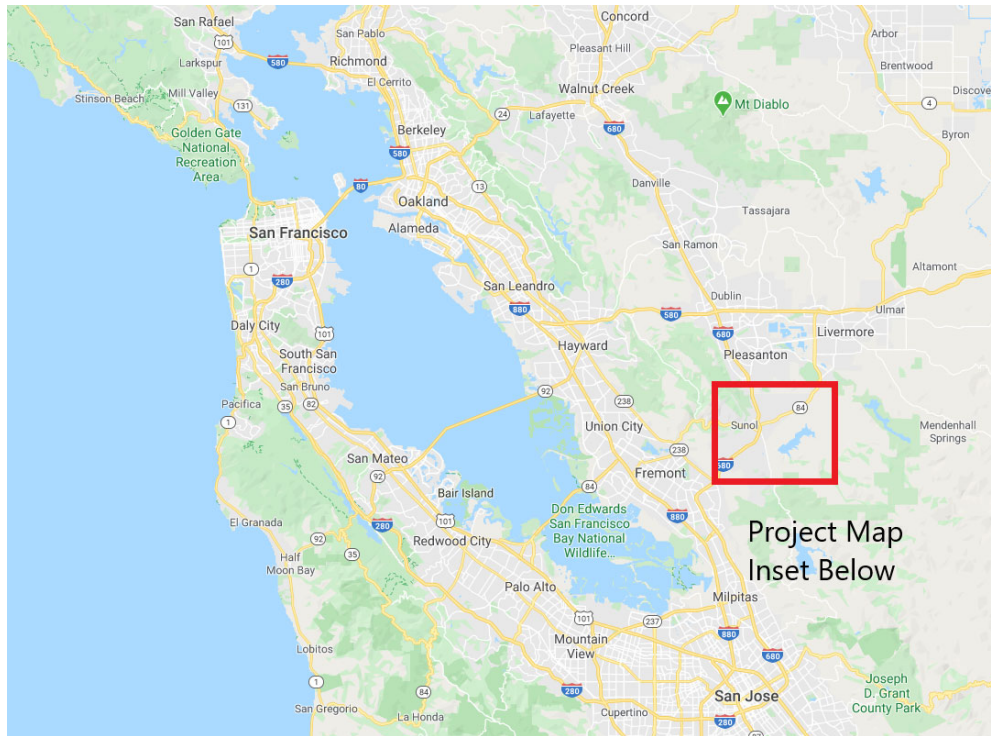 San Rafael
101
San Pablo
Concord
Arbor
Pleasant Hill
Brentwood
580
Larkspur
Richmond
El Cerrito
Stinson Beach
Mill Valley
131
Walnut Creek
Discove
4
Mt Diablo
Lafayette
24
680
Golden Gate
National
Recreation
Area
Berkeley
580
Byron
80
13
Danville
Oakland
Tassajara
San Francisco
Alameda
San Ramon
1
280
Altamont
San Leandro
880
Dublin
580
Ulmar
Daly City
101
680
Livermore
Hayward
Pleasanton
South San
Francisco
San Bruno
92
Pacifica
35
82
1
238
84
Union City
Sunol
Mendenhall
Springs
San Mateo
238
680
92
Fremont
Bair Island
84
El Granada
280
101
Don Edwards
San Francisco
Bay National
Wildlife...
880
Project Map
Inset Below
92
Redwood City
35
Half
Moon Bay
Palo Alto
Milpitas
101
237
880
Mountain
View
Lobitos
680
1
84
280
Joseph
D. Grant
County Park
San Jose
San Gregorio
La Honda
Cupertino
280
87